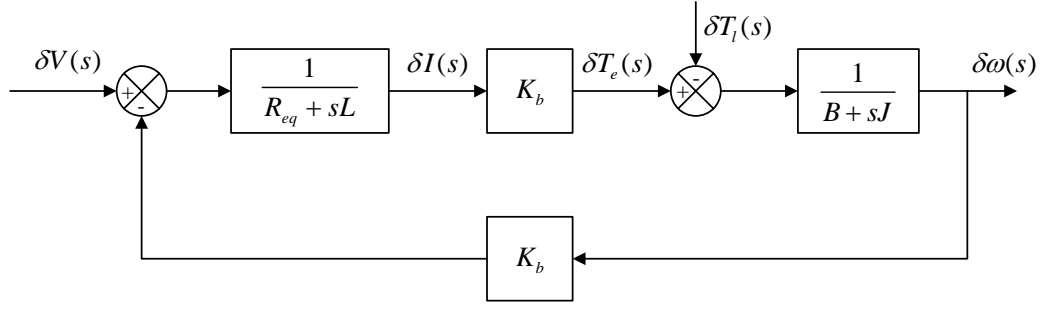 δT_l(s)
δV(s)
+
-
1
R_eq + sL
δI(s)
K_b
δT_e(s)
-
+
1
B + sJ
δω(s)
K_b